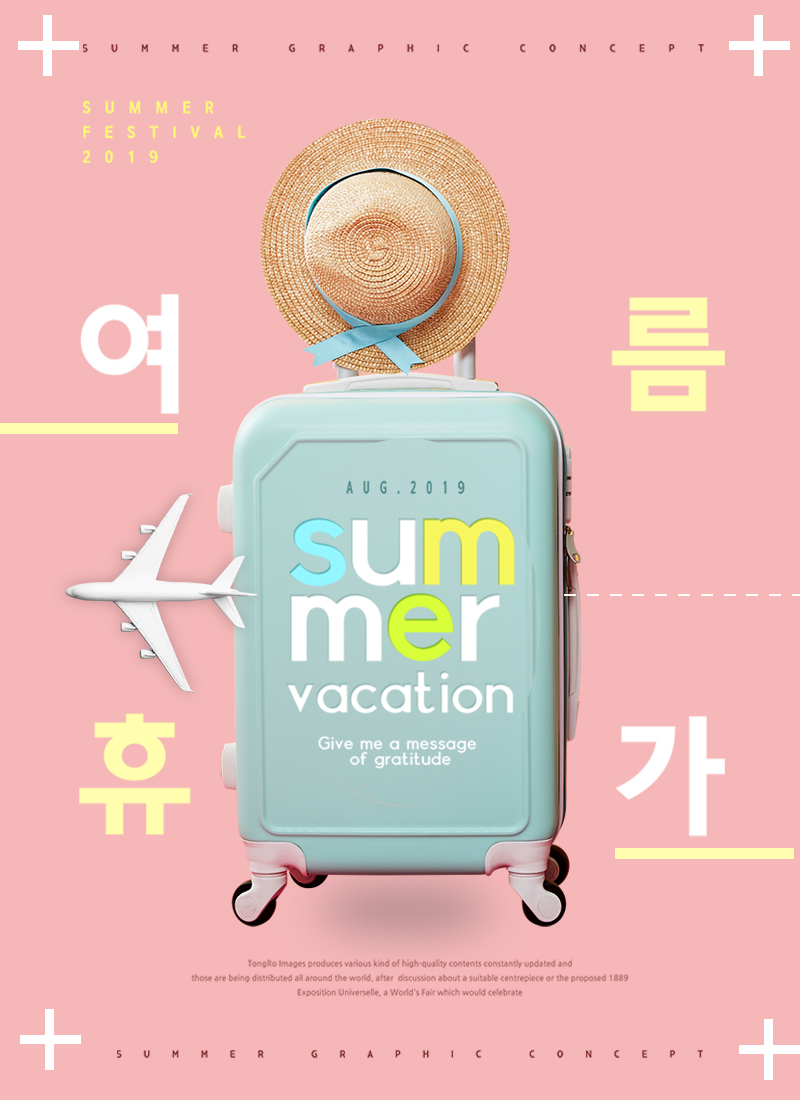 SUMMER GRAPHIC CONCEPT
SUMMER
FESTIVAL
2019
여름
AUG.2019
sum
mer
vacation
Give me a message
of gratitude
휴가
TongRo Images produces various kind of high-quality contents constantly updated and
those are being distributed all around the world, after discussion about a suitable centrepiece or the proposed 1889
Exposition Universelle, a World's Fair which would celebrate
SUMMER GRAPHIC CONCEPT